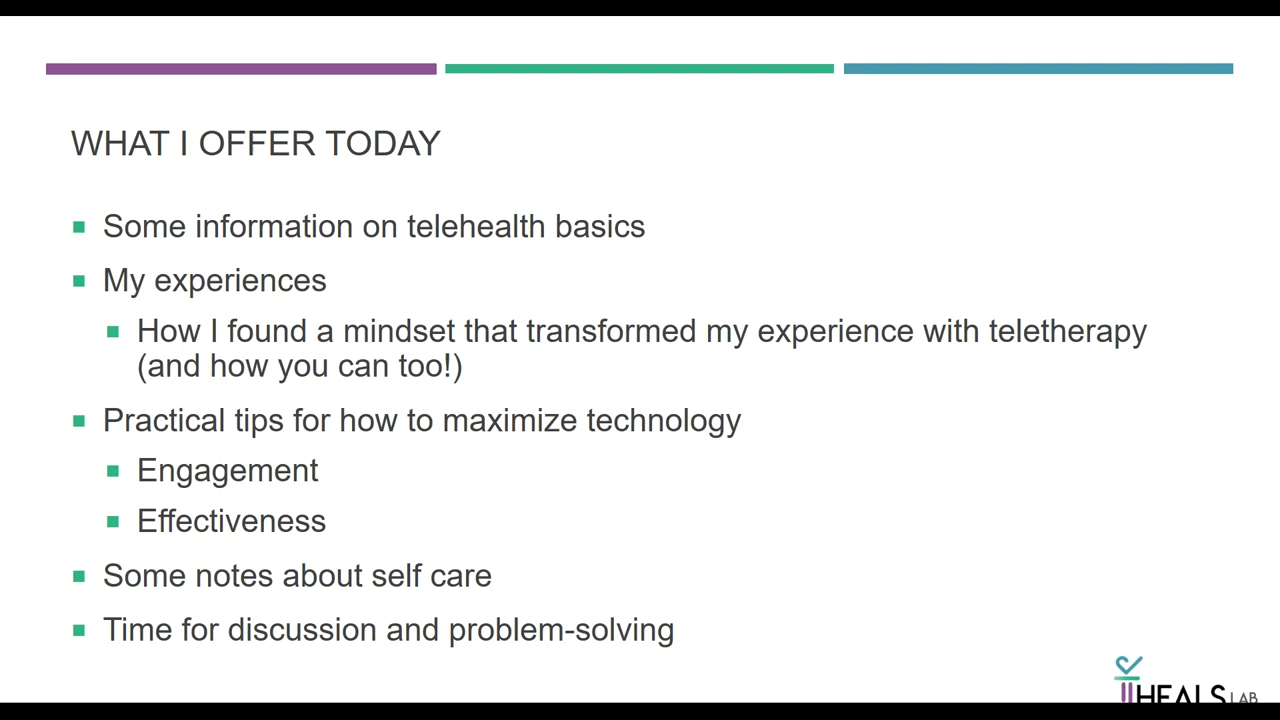 WHAT I OFFER TODAY
Some information on telehealth basics
My experiences
How I found a mindset that transformed my experience with teletherapy
(and how you can too!)
Practical tips for how to maximize technology
Engagement
Effectiveness
Some notes about self care
Time for discussion and problem-solving
HEALS LAB